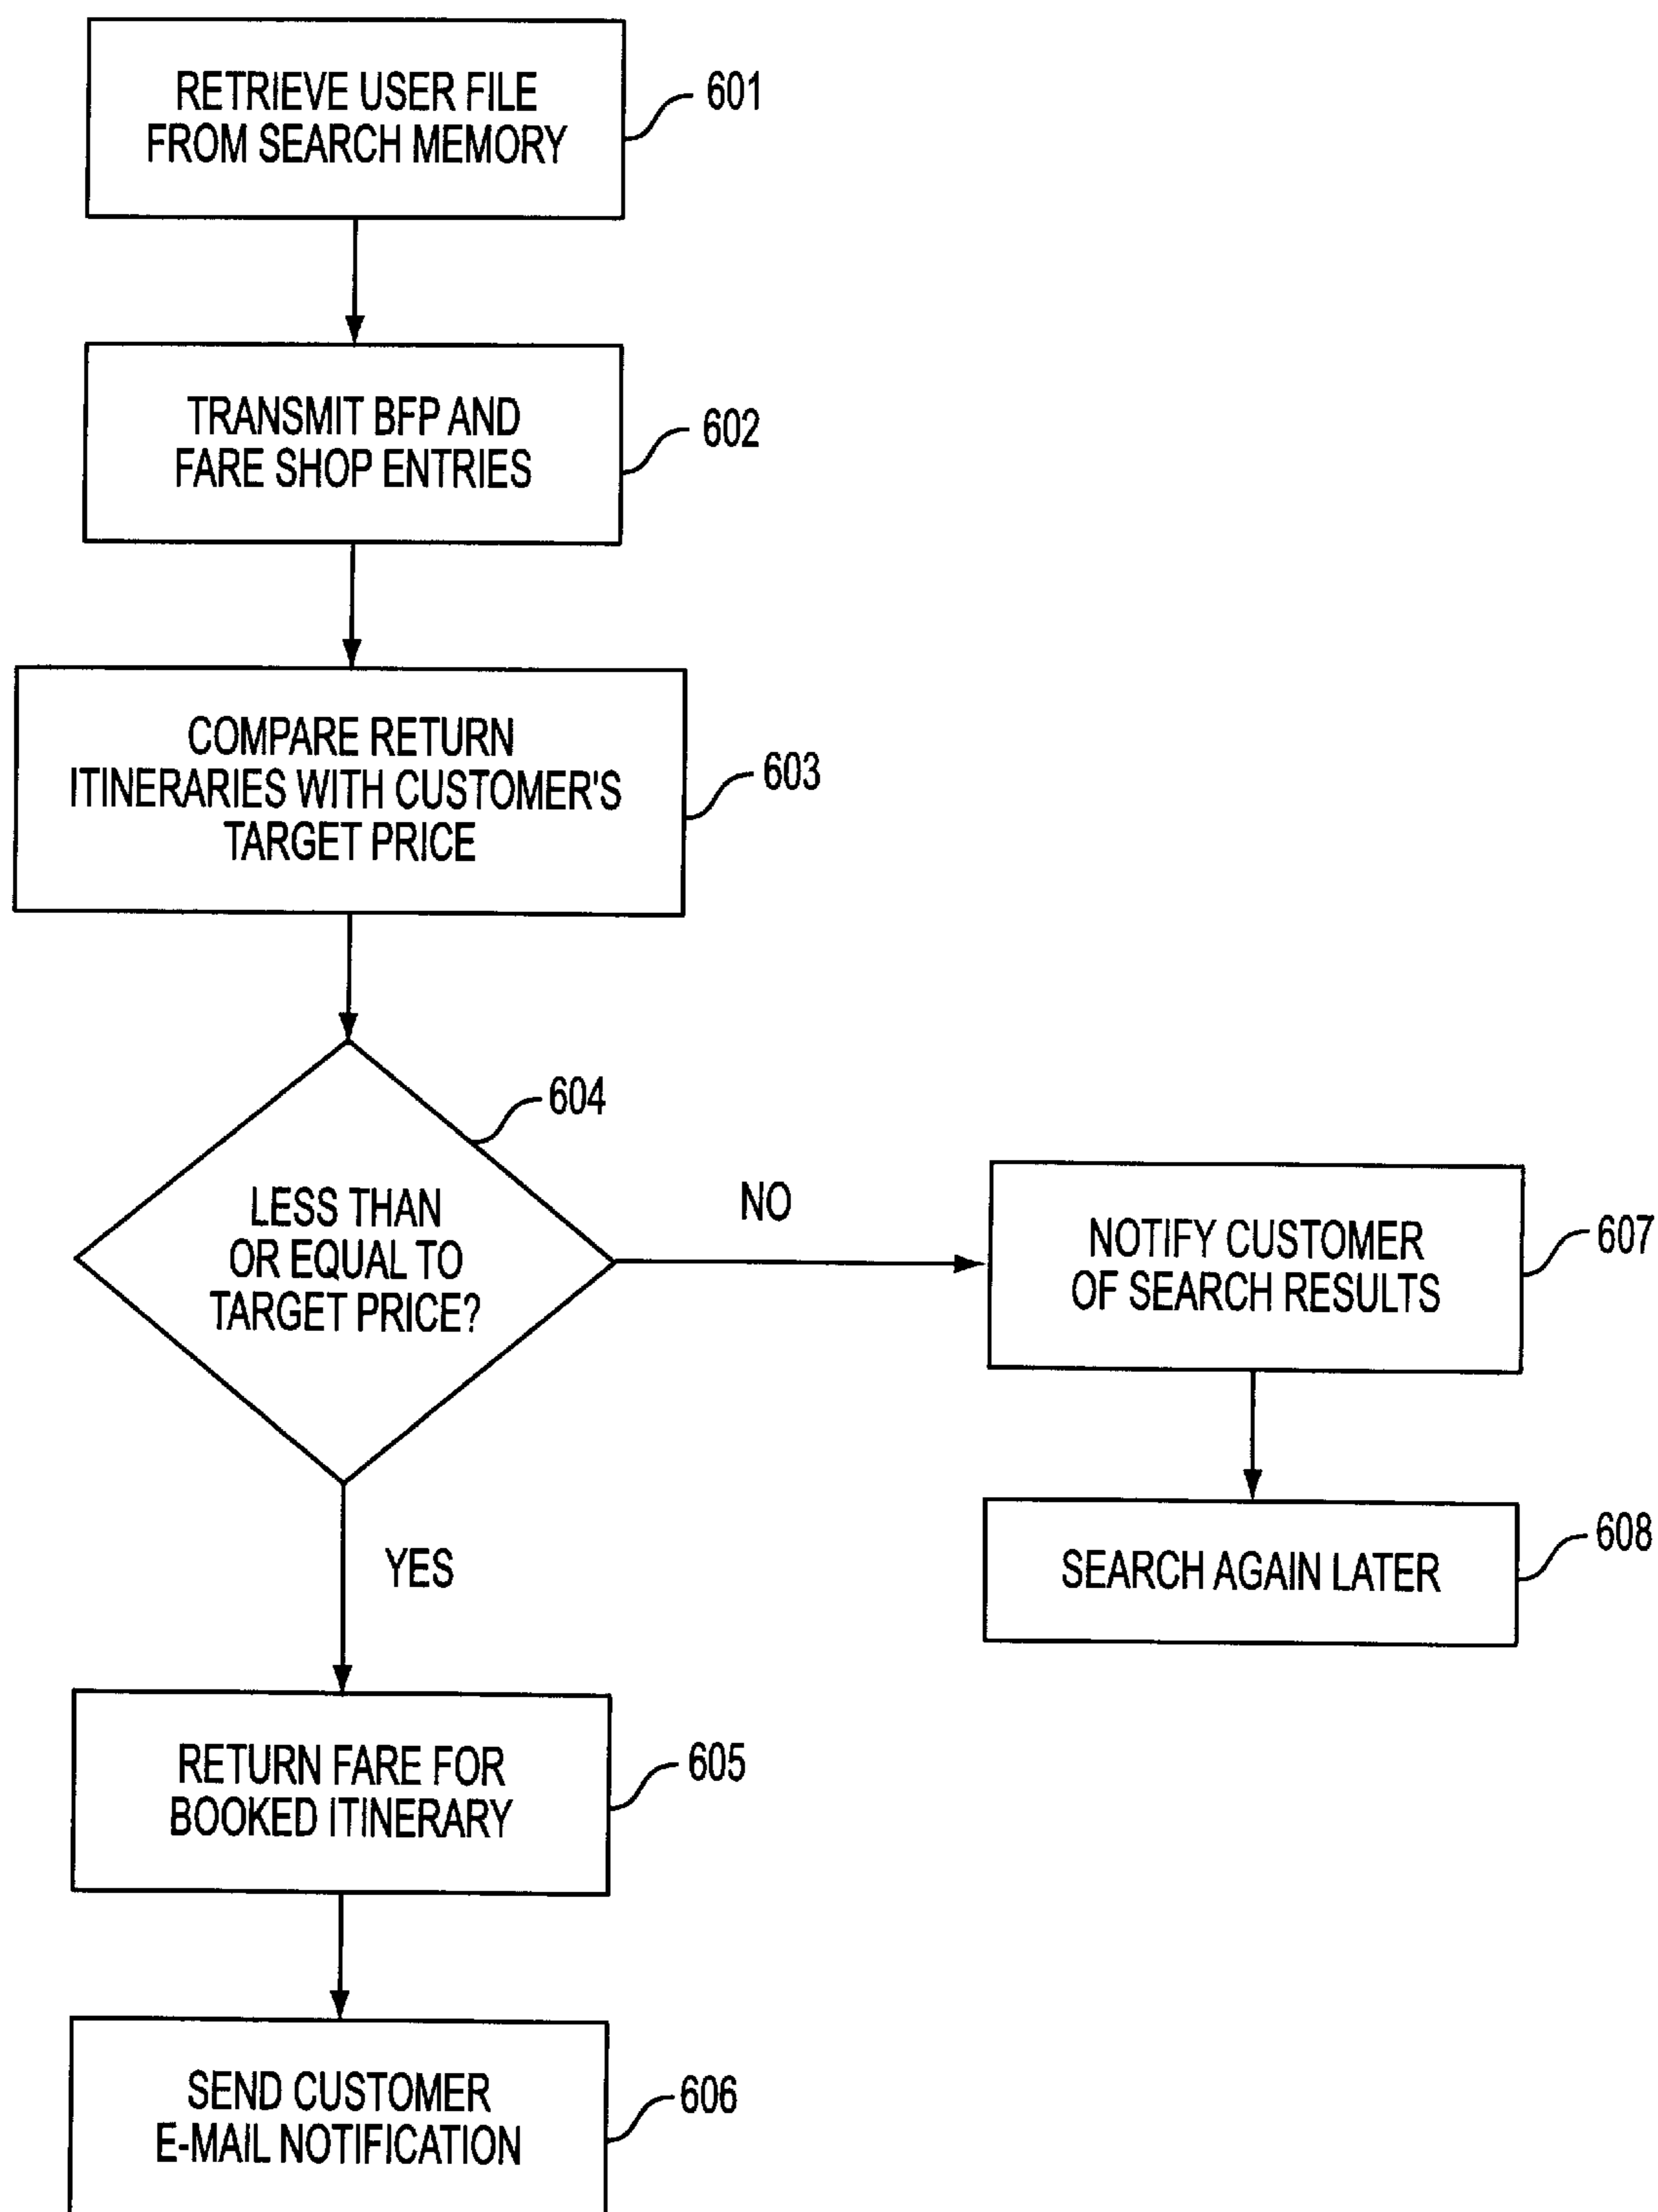 RETRIEVE USER FILE
FROM SEARCH MEMORY
601
TRANSMIT BFP AND
FARE SHOP ENTRIES
602
COMPARE RETURN
ITINERARIES WITH CUSTOMER'S
TARGET PRICE
603
604
LESS THAN
OR EQUAL TO
TARGET PRICE?
NO
NOTIFY CUSTOMER
OF SEARCH RESULTS
607
SEARCH AGAIN LATER
608
YES
RETURN FARE FOR
BOOKED ITINERARY
605
SEND CUSTOMER
E-MAIL NOTIFICATION
606